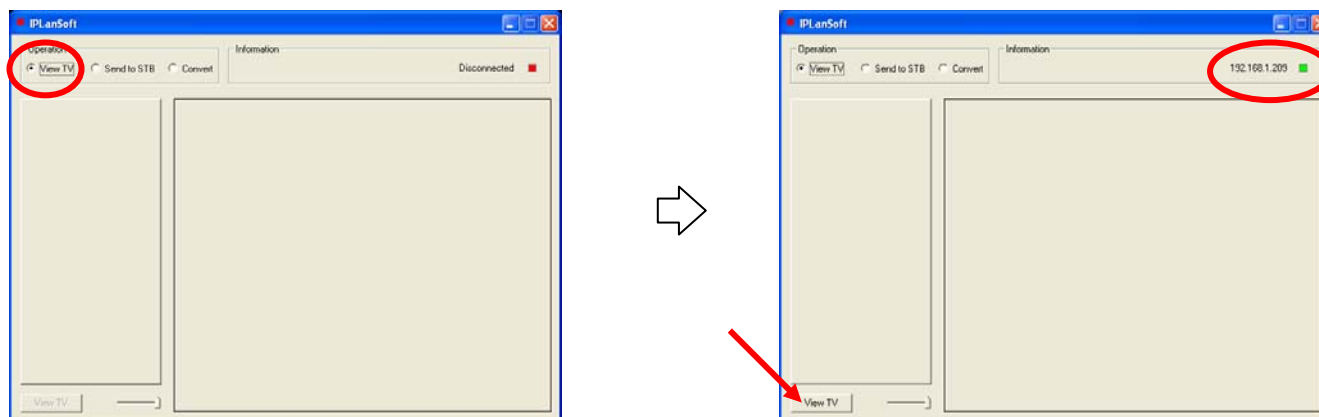 IPLanSoft
Operation
Information
View TV Send to STB Convert
Disconnected
View TV
IPLanSoft
Operation
Information
View TV Send to STB Convert
192.168.1.209
View TV